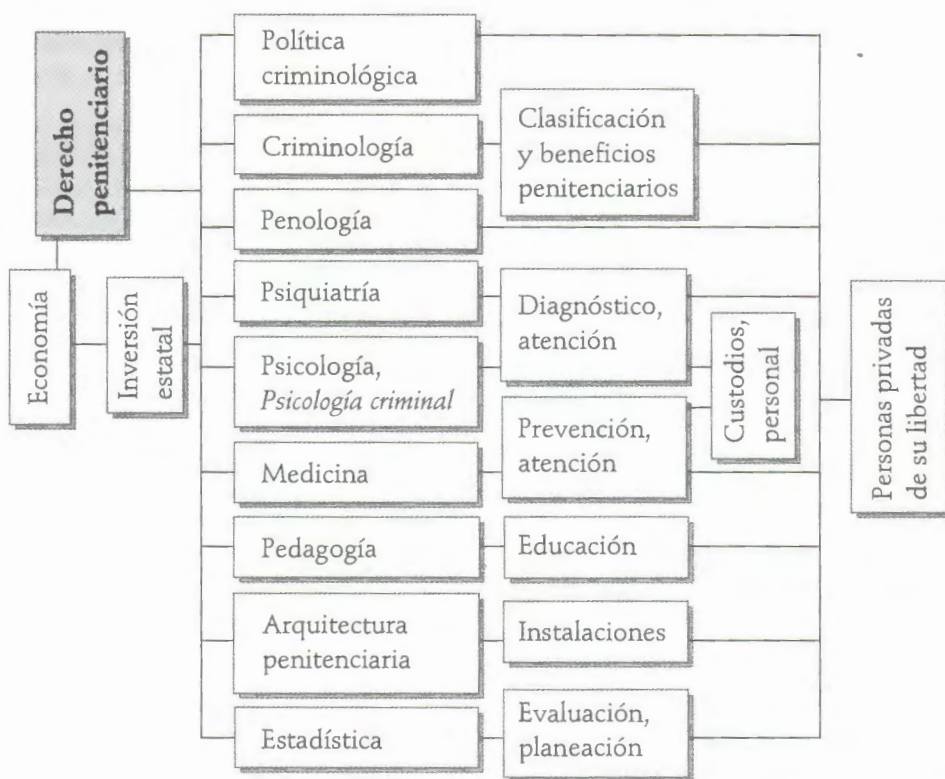 Derecho
penitenciario
Economía
Inversión
estatal
Política
criminológica
Criminología
Penología
Psiquiatría
Psicología,
Psicología criminal
Medicina
Pedagogía
Arquitectura
penitenciaria
Estadística
Clasificación
y beneficios
penitenciarios
Diagnóstico,
atención
Prevención,
atención
Educación
Instalaciones
Evaluación,
planeación
Custodios,
personal
Personas privadas
de su libertad